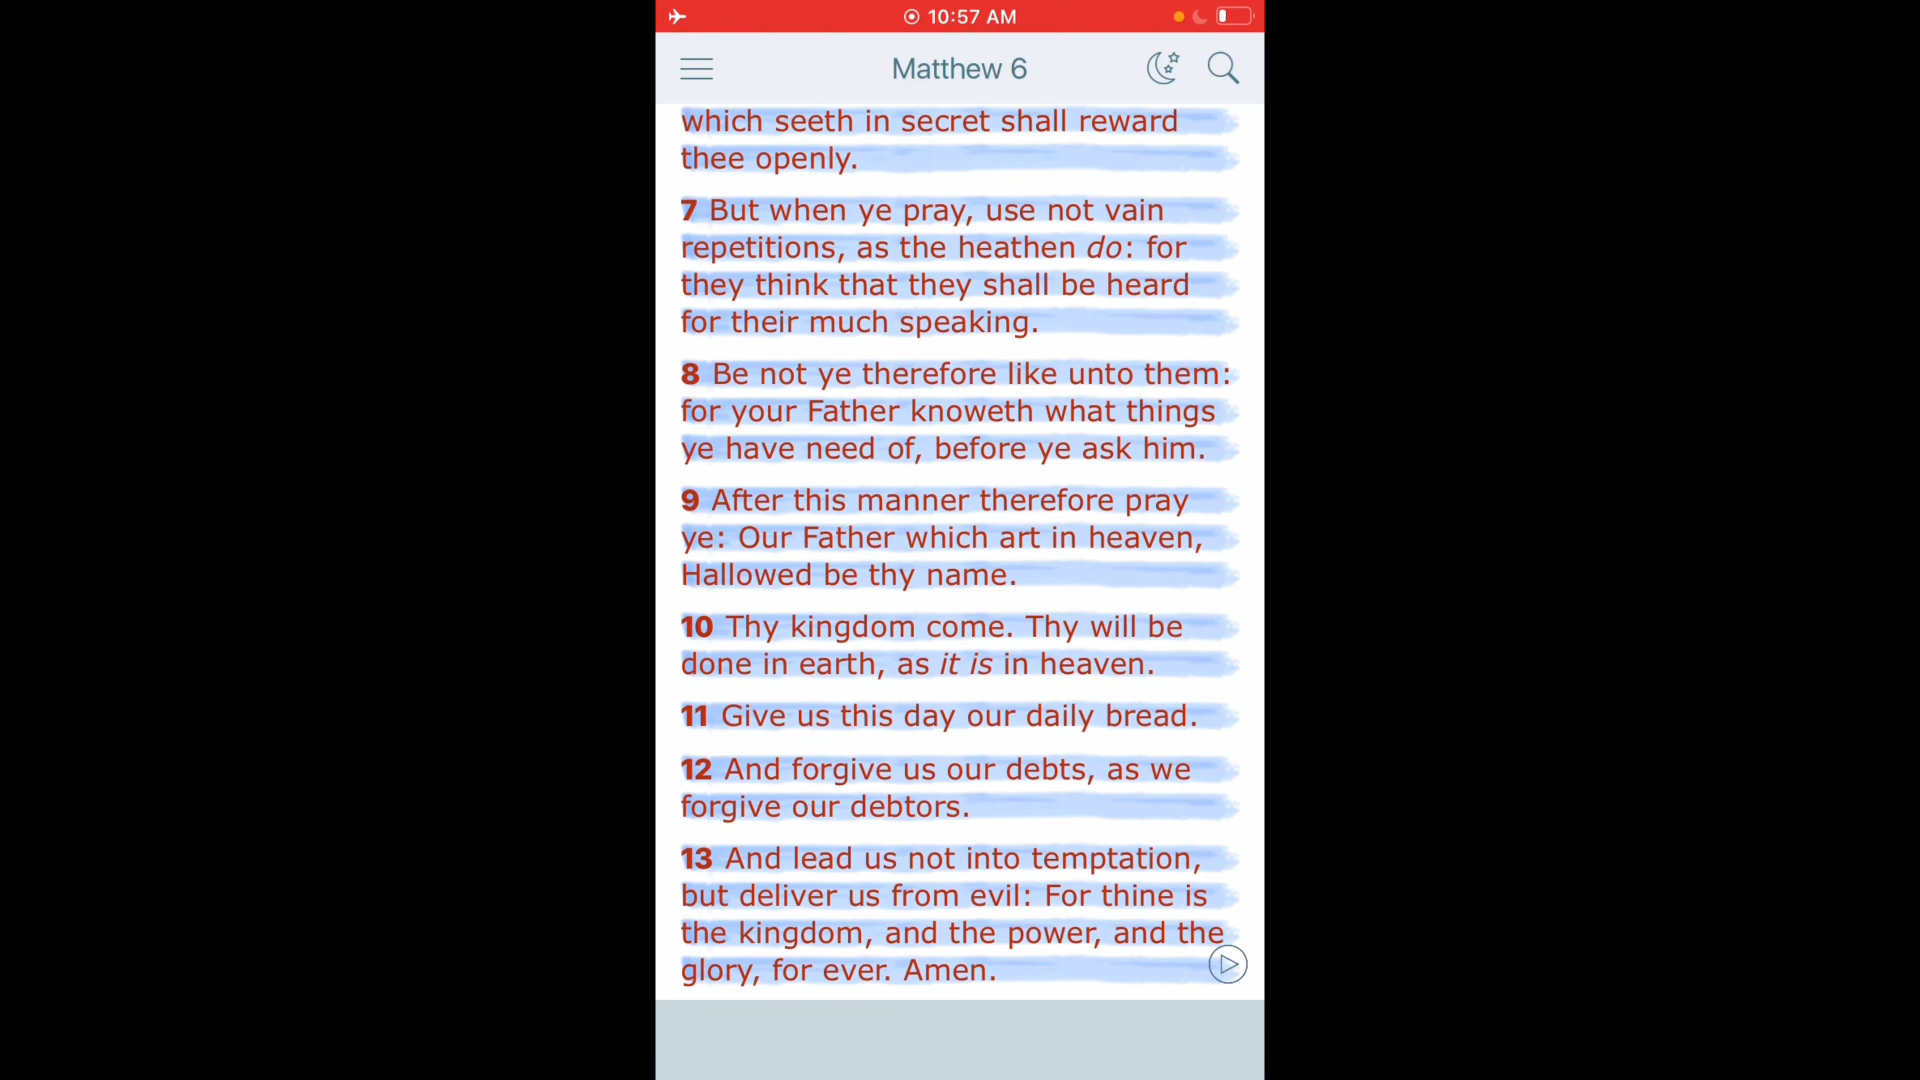 10:57 AM
Matthew 6
which seeth in secret shall reward
thee openly.
7 But when ye pray, use not vain
repetitions, as the heathen do: for
they think that they shall be heard
for their much speaking.
8 Be not ye therefore like unto them:
for your Father knoweth what things
ye have need of, before ye ask him.
9 After this manner therefore pray
ye: Our Father which art in heaven,
Hallowed be thy name.
10 Thy kingdom come. Thy will be
done in earth, as it is in heaven.
11 Give us this day our daily bread.
12 And forgive us our debts, as we
forgive our debtors.
13 And lead us not into temptation,
but deliver us from evil: For thine is
the kingdom, and the power, and the
glory, for ever. Amen.